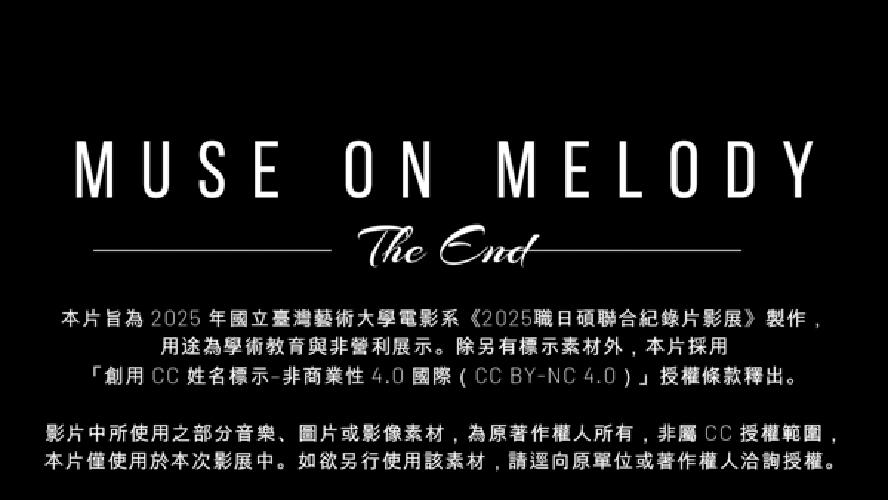 MUSE ON MELODY
The End
本片旨為 2025 年國立臺灣藝術大學電影系《2025職日碩聯合紀錄片影展》製作，
用途為學術教育與非營利展示。除另有標示素材外，本片採用
「創用 CC 姓名標示-非商業性 4.0 國際 ( CC BY-NC 4.0 ) 」授權條款釋出。
影片中所使用之部分音樂、圖片或影像素材，為原著作權人所有，非屬 CC 授權範圍，
本片僅使用於本次影展中。如欲另行使用該素材，請逕向原單位或著作權人洽詢授權。